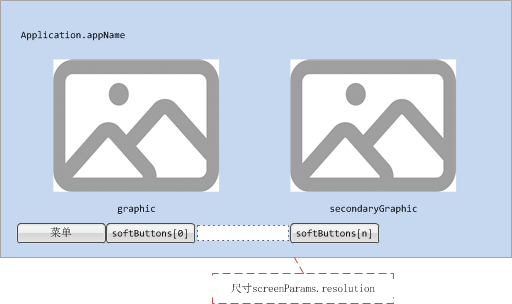 Application.appName
graphic
secondaryGraphic
菜单
softButtons[0]
softButtons[n]
尺寸screenParams.resolution